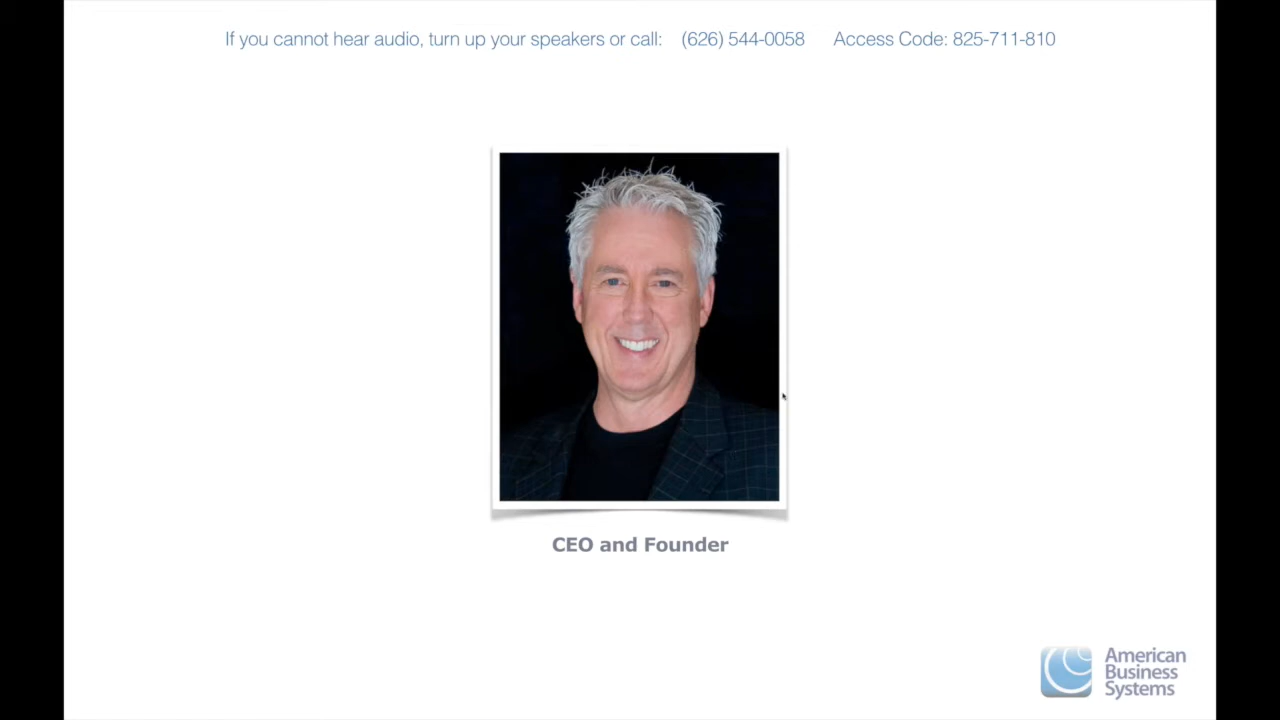 If you cannot hear audio, turn up your speakers or call: (626) 544-0058 Access Code: 825-711-810
CEO and Founder
American
Business
Systems